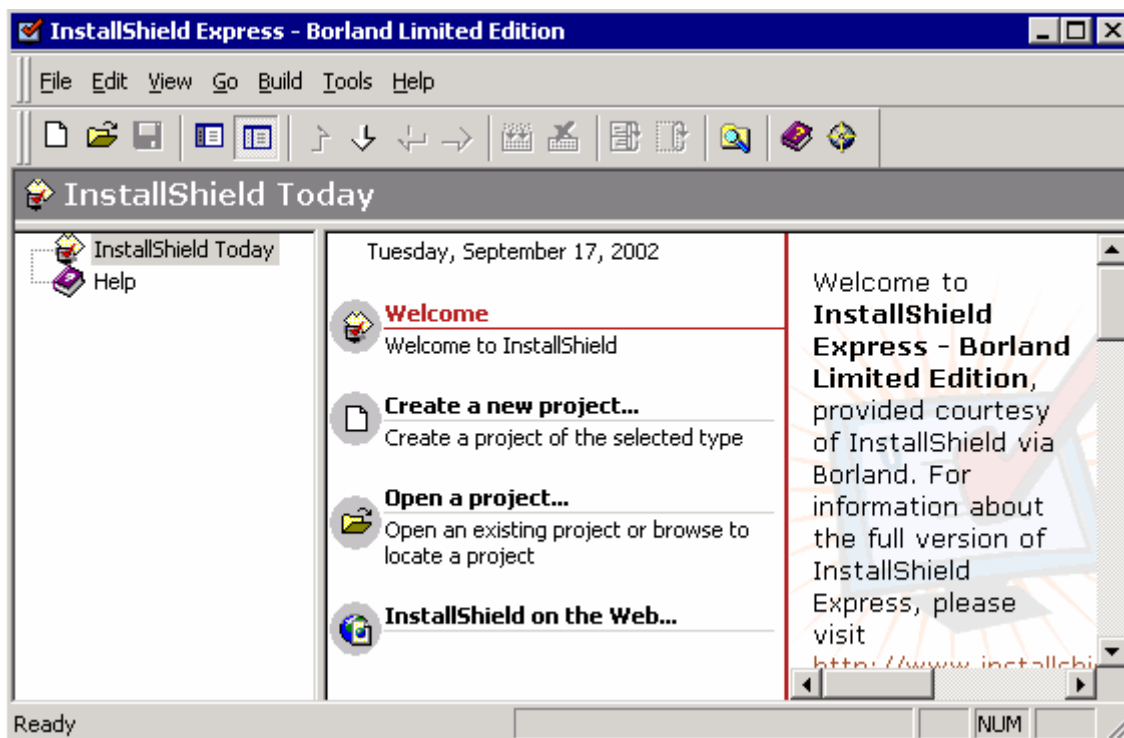 InstallShield Express - Borland Limited Edition
File Edit View Go Build Tools Help
InstallShield Today
InstallShield Today
Help
Tuesday, September 17, 2002
Welcome
Welcome to InstallShield
Create a new project...
Create a project of the selected type
Open a project...
Open an existing project or browse to
locate a project
InstallShield on the Web...
Welcome to
InstallShield
Express - Borland
Limited Edition,
provided courtesy
of InstallShield via
Borland. For
information about
the full version of
InstallShield
Express, please
visit
Ready
NUM